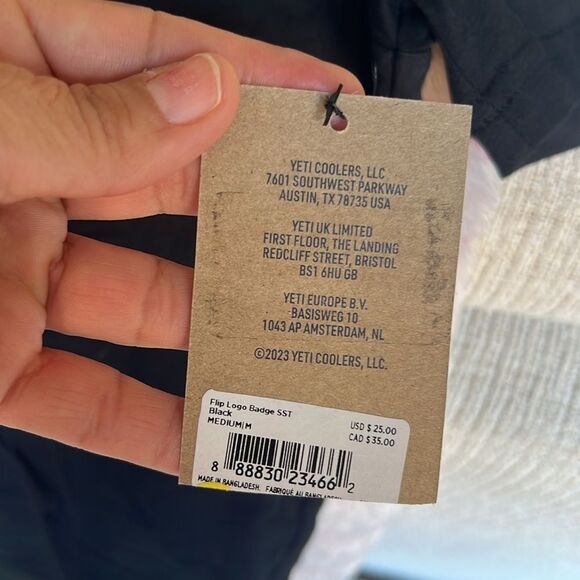 YETI COOLERS, LLC
7601 SOUTHWEST PARKWAY
AUSTIN, TX 78735 USA
YETI UK LIMITED
FIRST FLOOR, THE LANDING
REDCLIFF STREET, BRISTOL
BS1 6HU GB
YETI EUROPE B.V.
BASISWEG 10
1043 AP AMSTERDAM, NL
©2023 YETI COOLERS, LLC.
Flip Logo Badge SST
Black
MEDIUM|M
USD $ 25.00
CAD $ 35.00
8 88830 23466 2
MADE IN BANGLADESH. FABRIQUÉ AU